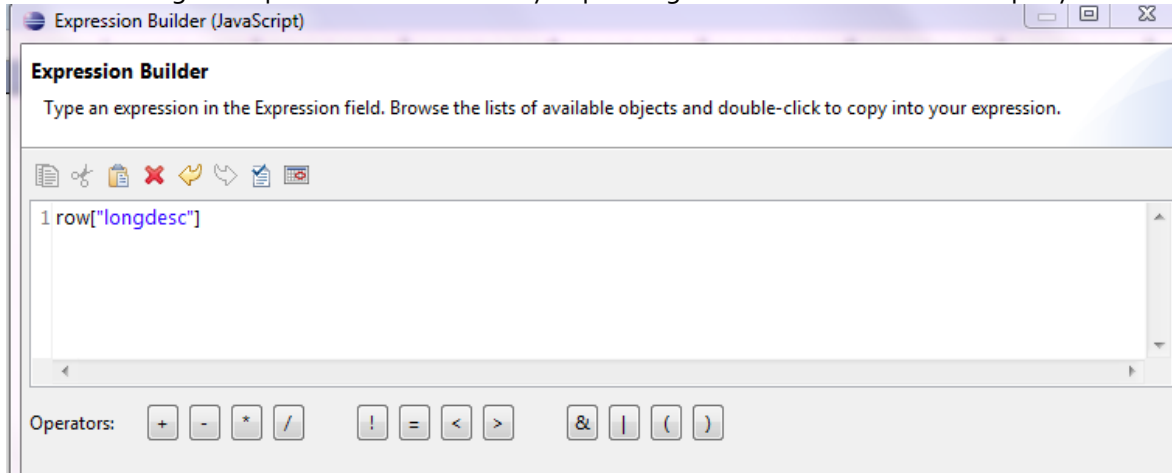 Expression Builder (JavaScript)
Expression Builder
Type an expression in the Expression field. Browse the lists of available objects and double-click to copy into your expression.
1 row["longdesc"]
Operators: + - * / ! = < > & | ( )